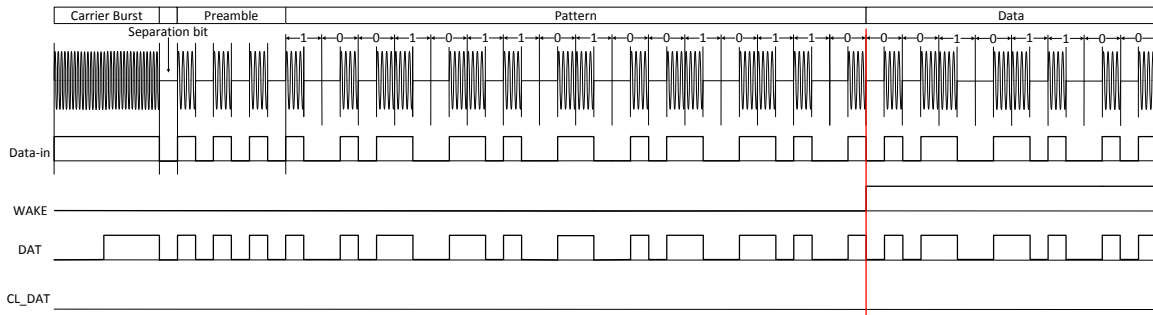 Carrier Burst Preamble Pattern Data
Separation bit
1 0 0 1 0 1 1 0 1 0 0 1 0 1 1 0 0 0 1 0 1 1 0 0
Data-in
WAKE
DAT
CL_DAT